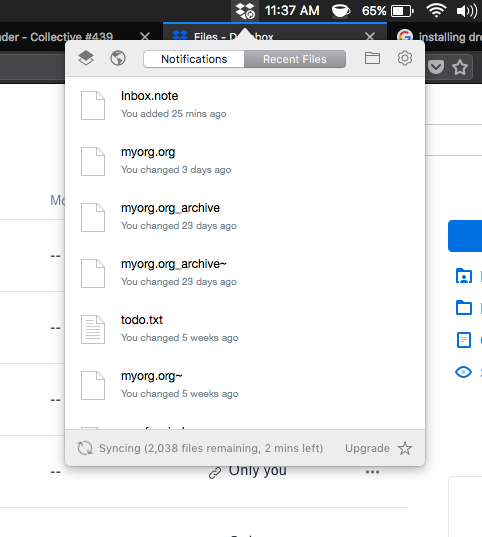 11:37 AM 65%
nder - Collective #439
Files - Dropbox
installing dro
Notifications
Recent Files
Inbox.note
You added 25 mins ago
myorg.org
You changed 3 days ago
myorg.org_archive
You changed 23 days ago
myorg.org_archive~
You changed 23 days ago
todo.txt
You changed 5 weeks ago
myorg.org~
You changed 5 weeks ago
Syncing (2,038 files remaining, 2 mins left)
Upgrade
Mo
--
--
--
--
--
Only you